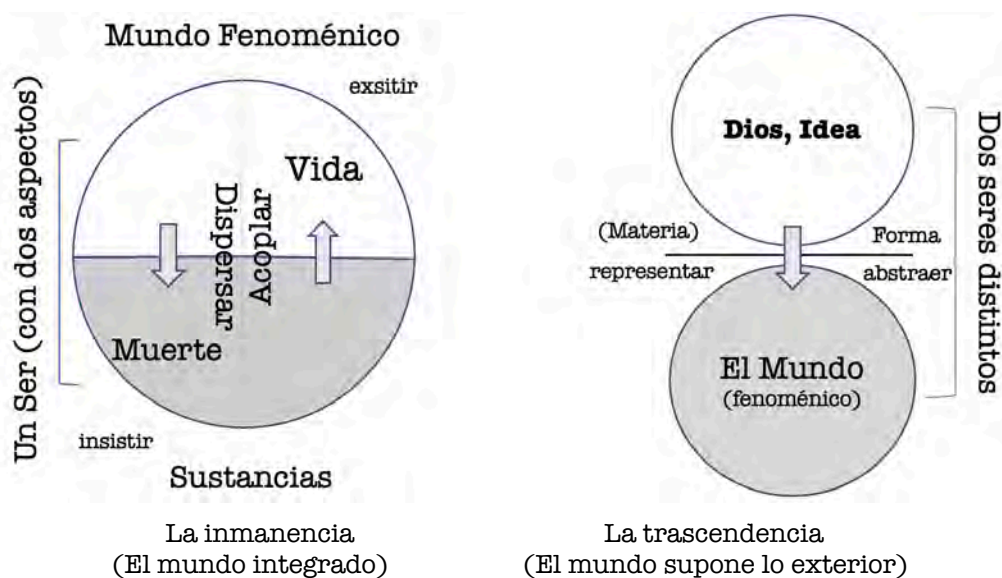 Mundo Fenoménico
exsitir
Un Ser (con dos aspectos)
Vida
Dispersar
Acoplar
Muerte
insistir
Sustancias
La inmanencia
(El mundo integrado)
Dios, Idea
Dos seres distintos
(Materia)
Forma
representar
abstraer
El Mundo
(fenoménico)
La trascendencia
(El mundo supone lo exterior)